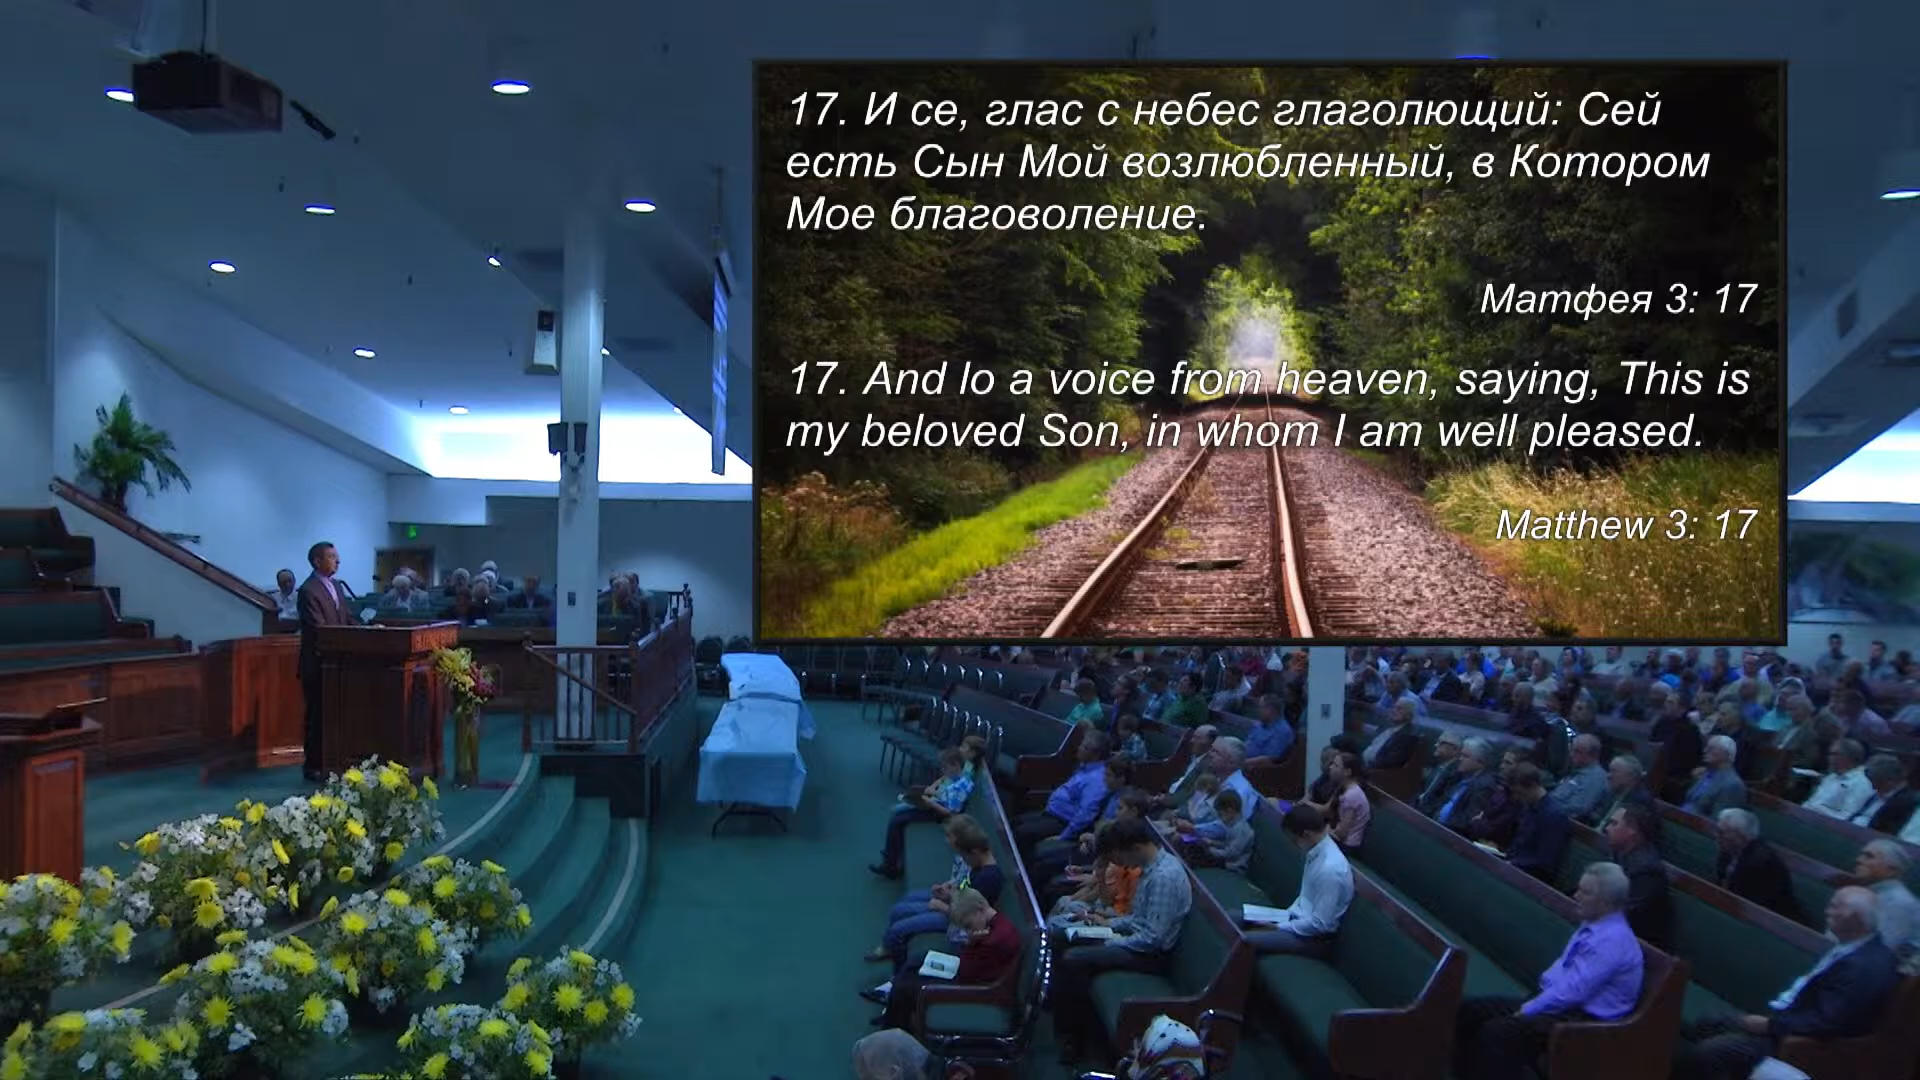 17. И се, глас с небес глаголющий: Сей
есть Сын Мой возлюбленный, в Котором
Мое благоволение.
Матфея 3: 17
17. And lo a voice from heaven, saying, This is
my beloved Son, in whom I am well pleased.
Matthew 3: 17